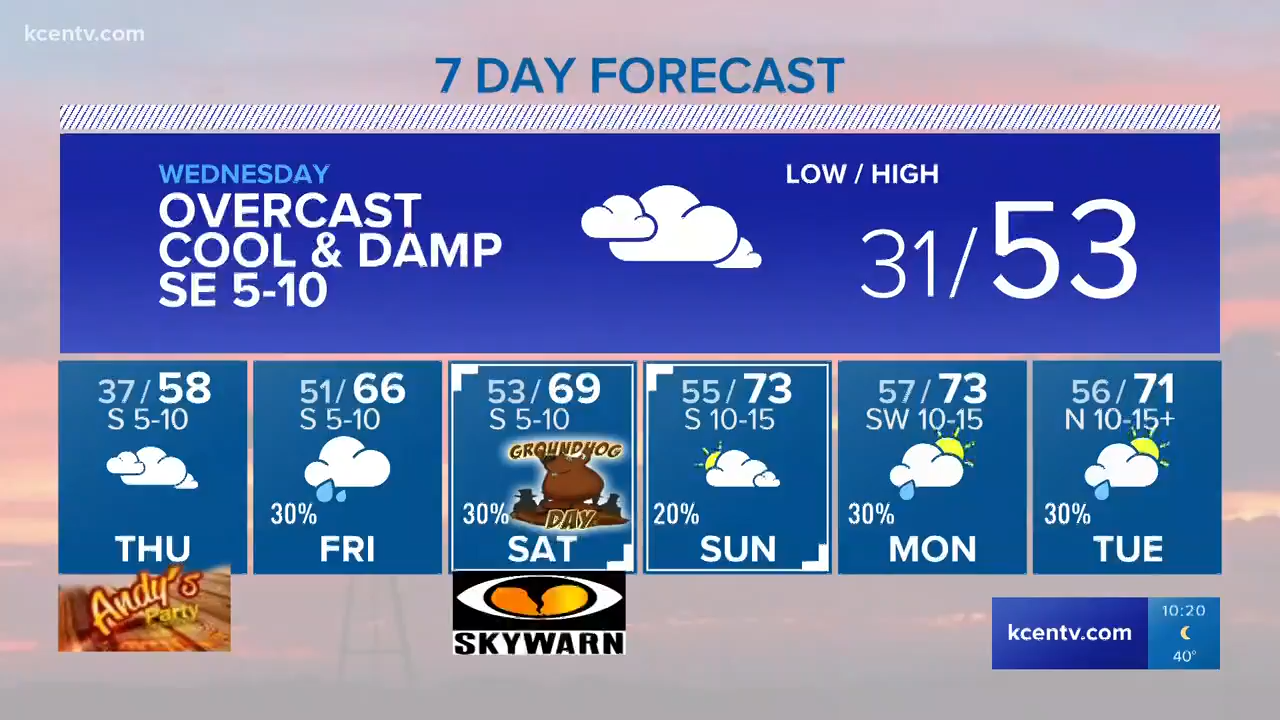 kcentv.com
7 DAY FORECAST
WEDNESDAY
OVERCAST
COOL & DAMP
SE 5-10
LOW / HIGH
31/53
37/58
S 5-10
THU
51/66
S 5-10
30%
FRI
53/69
S 5-10
GROUNDHOG
DAY
30%
SAT
55/73
S 10-15
20%
SUN
57/73
SW 10-15
30%
MON
56/71
N 10-15+
30%
TUE
Andy's
Party
SKYWARN
kcentv.com
10:20
40°